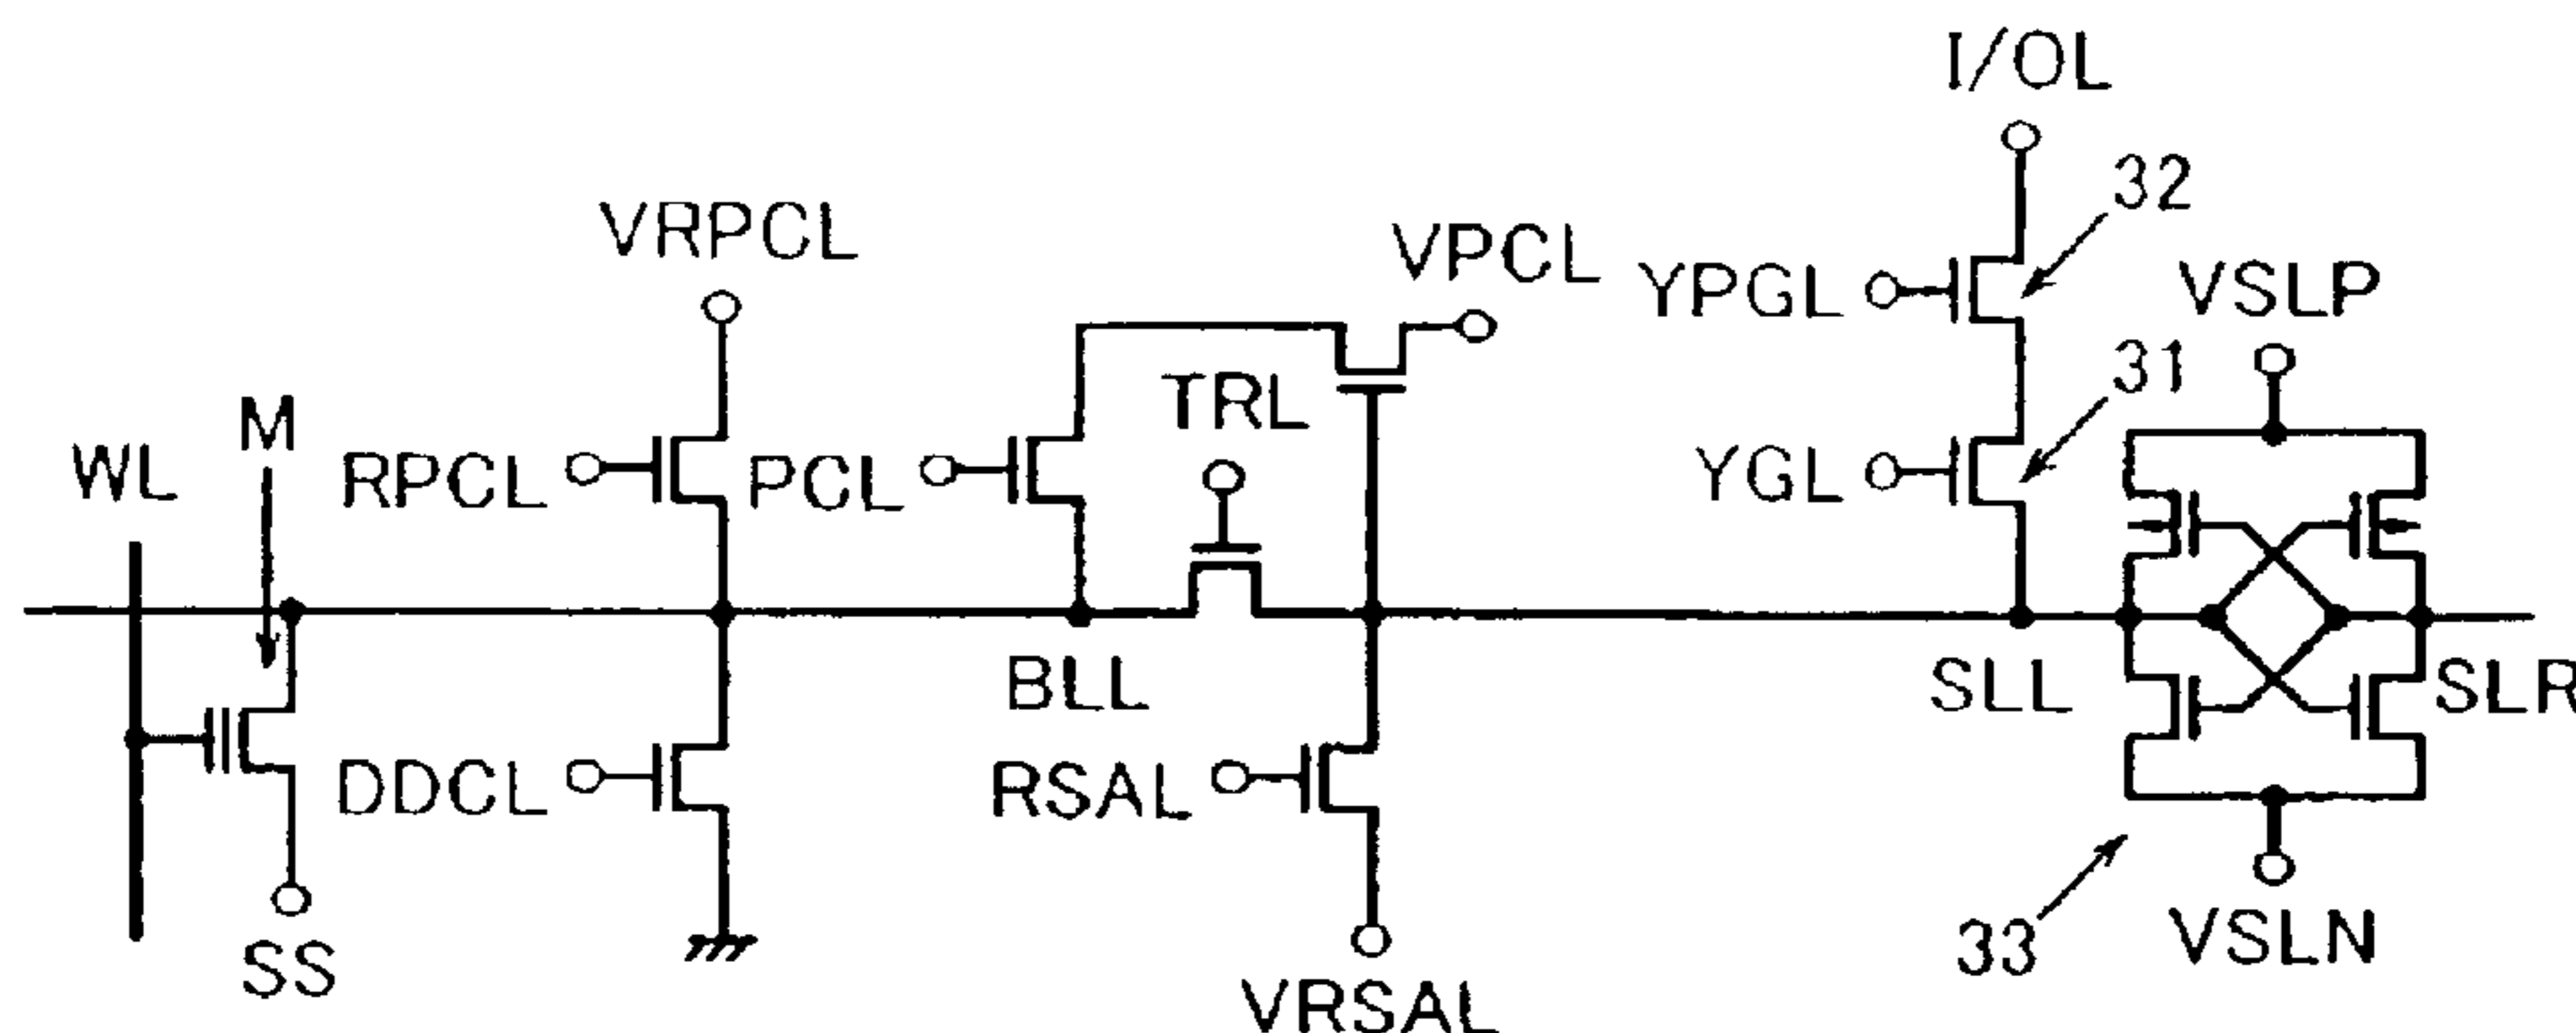 I/OL
32
VRPCL
VPCL
YPGL
VSLP
M
TRL
31
WL
RPCL
PCL
YGL
BLL
SLL
SLR
DDCL
RSAL
SS
33
VSLN
VRSAL